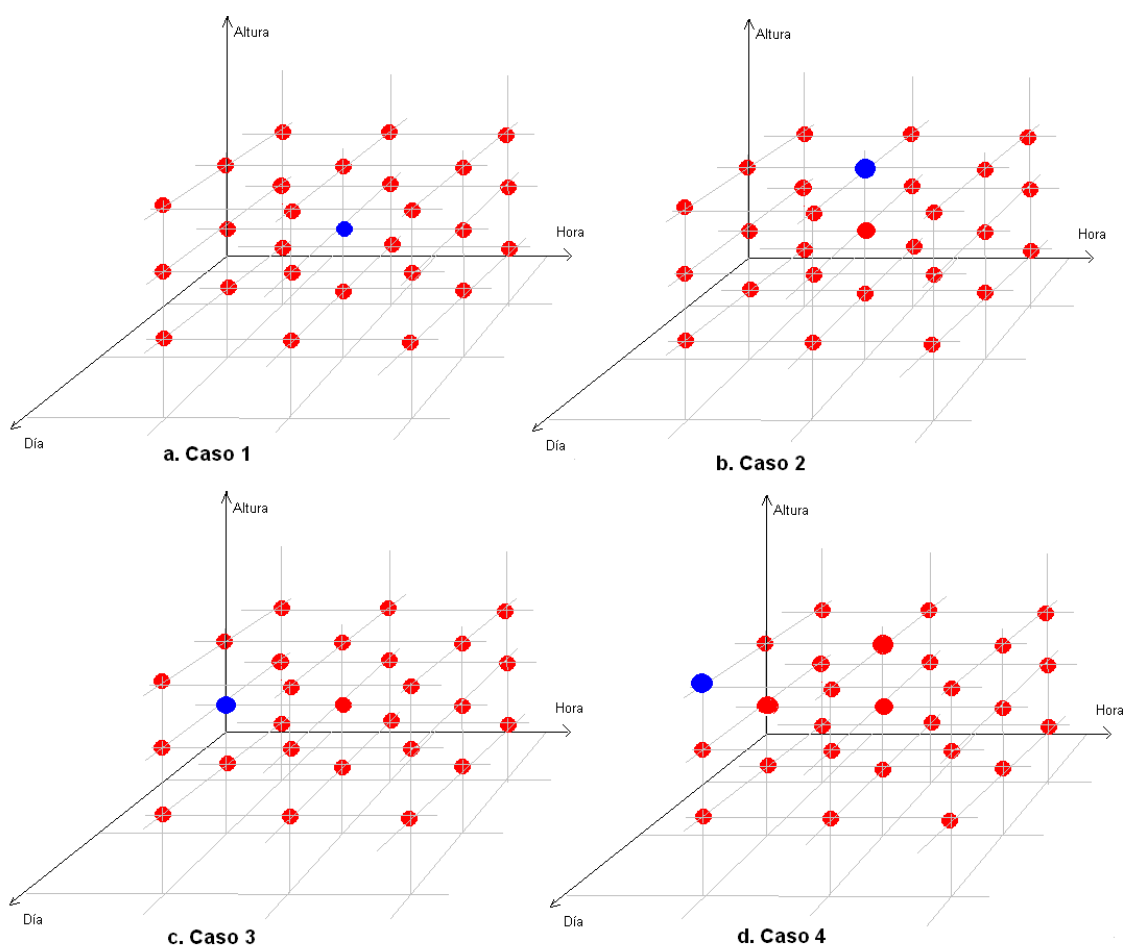 Altura
Hora
Día
a. Caso 1
Altura
Hora
Día
b. Caso 2
Altura
Hora
Día
c. Caso 3
Altura
Hora
Día
d. Caso 4